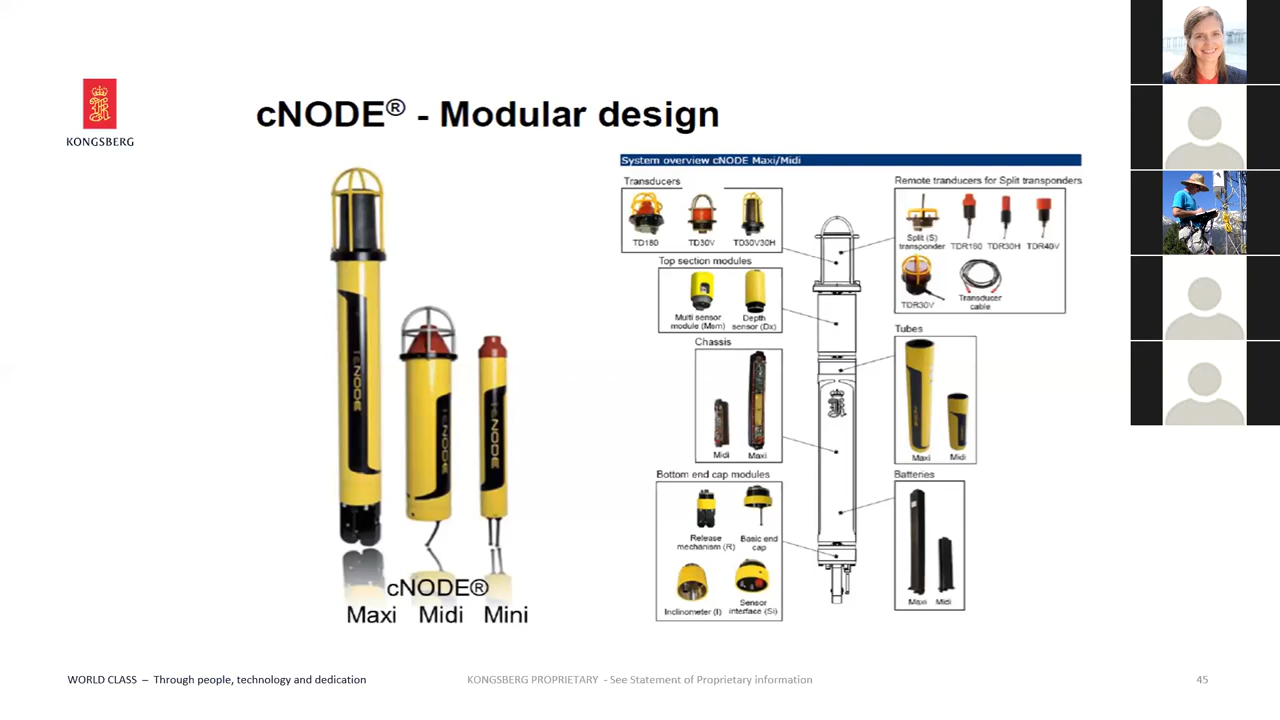 KONGSBERG
cNODE® - Modular design
cNODE®
Maxi Midi Mini
System overview cNODE Maxi/Midi
Transducers
TD180 TD30V TD30V30H
Top section modules
Multi sensor
module (Msm)
Depth
sensor (Dx)
Chassis
Midi Maxi
Bottom end cap modules
Release
mechanism (R)
Basic end
cap
Inclinometer (I)
Sensor
interface (Si)
Remote tranducers for Split transponders
Split (S)
transponder
TDR180 TDR30H TDR40V
TDR30V
Transducer
cable
Tubes
Maxi Midi
Batteries
Maxi Midi
WORLD CLASS – Through people, technology and dedication
KONGSBERG PROPRIETARY - See Statement of Proprietary information
45